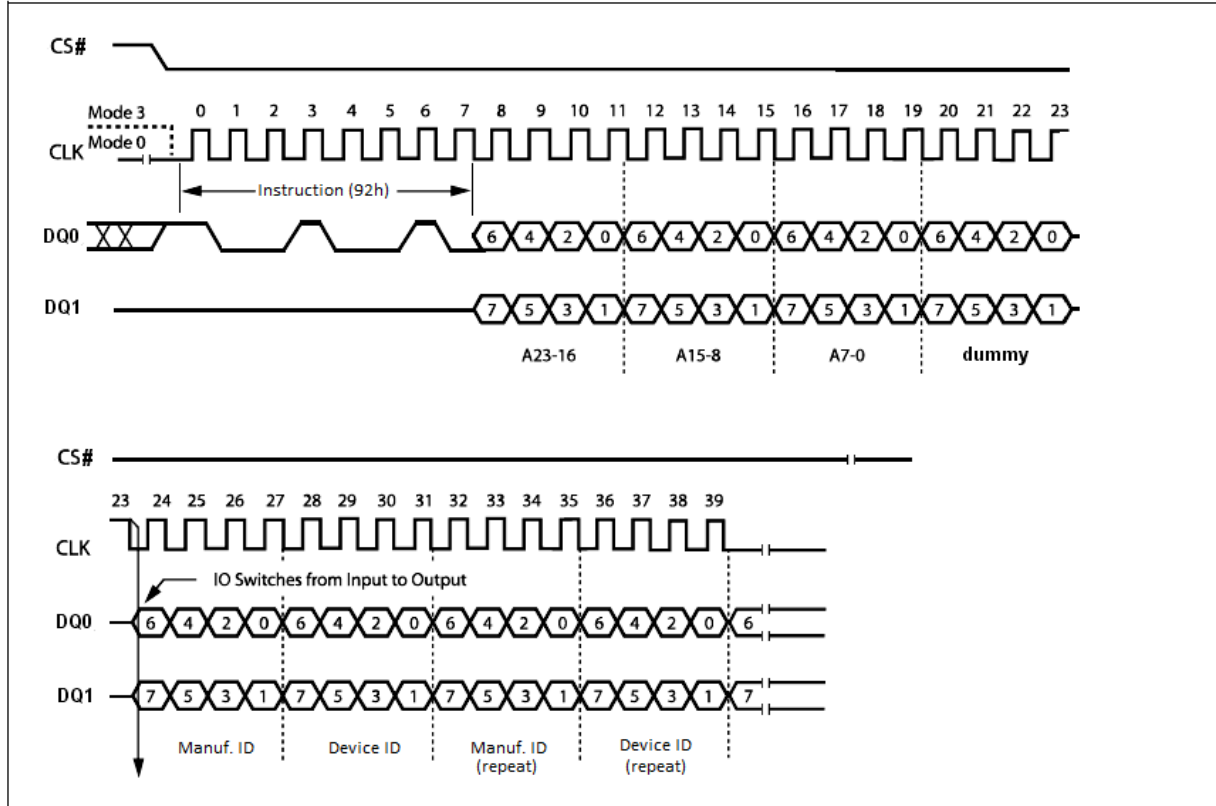 CS#
Mode 3
0 1 2 3 4 5 6 7 8 9 10 11 12 13 14 15 16 17 18 19 20 21 22 23
Mode 0
CLK
Instruction (92h)
DQ0 6 4 2 0 6 4 2 0 6 4 2 0 6 4 2 0
DQ1 7 5 3 1 7 5 3 1 7 5 3 1 7 5 3 1
A23-16 A15-8 A7-0 dummy
CS#
23 24 25 26 27 28 29 30 31 32 33 34 35 36 37 38 39
CLK
IO Switches from Input to Output
DQ0 6 4 2 0 6 4 2 0 6 4 2 0 6 4 2 0 6
DQ1 7 5 3 1 7 5 3 1 7 5 3 1 7 5 3 1 7
Manuf. ID Device ID Manuf. ID Device ID
(repeat) (repeat)